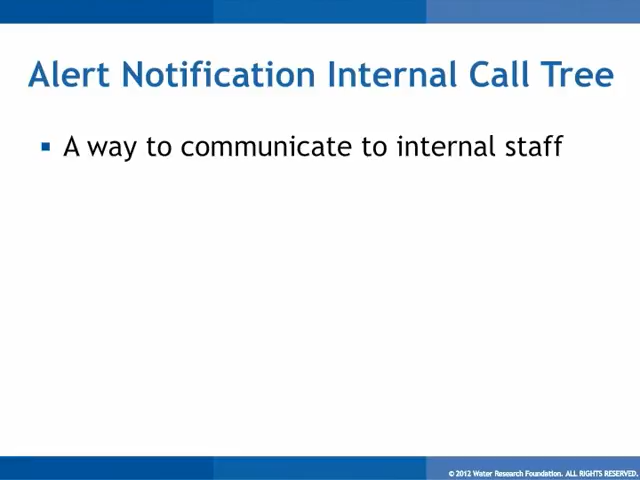 Alert Notification Internal Call Tree
▪ A way to communicate to internal staff
© 2012 Water Research Foundation. ALL RIGHTS RESERVED.